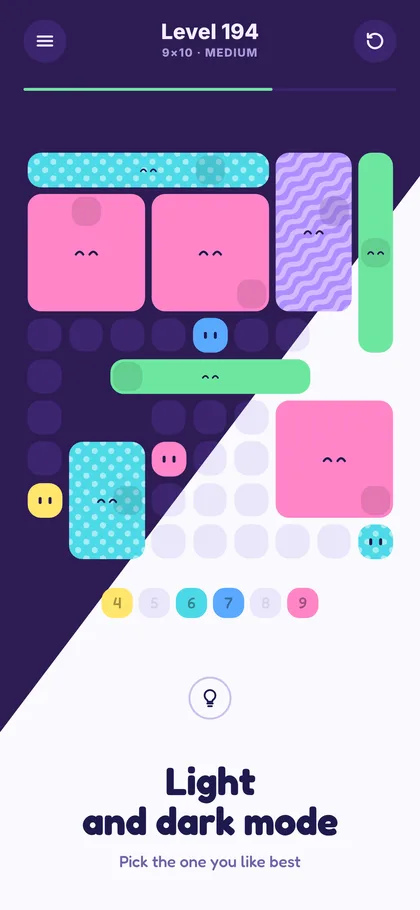 Level 194
9×10 · MEDIUM
4 5 6 7 8 9
Light
and dark mode
Pick the one you like best